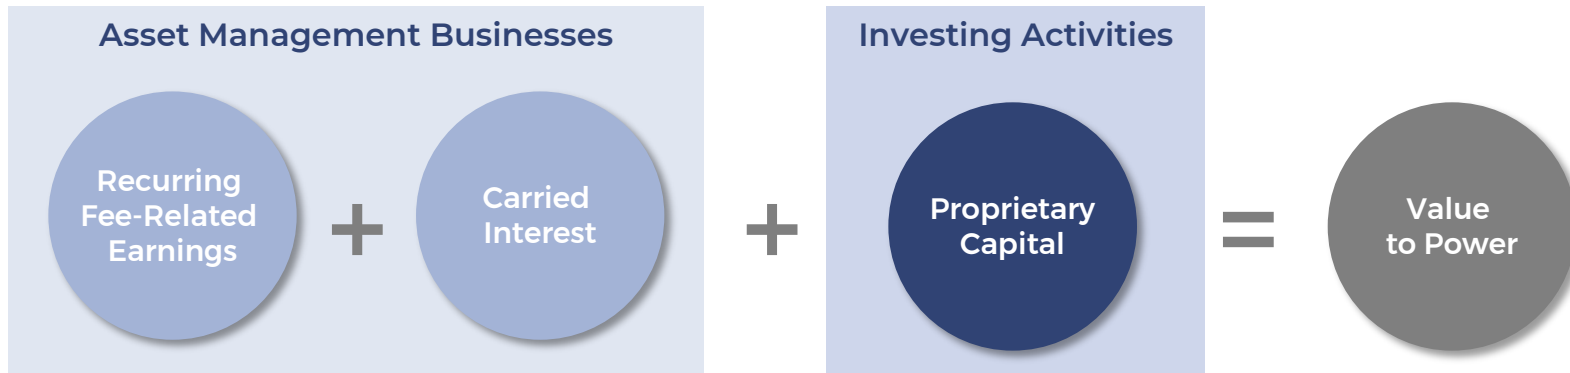 Asset Management Businesses
Investing Activities
Recurring
Fee-Related
Earnings
+
Carried
Interest
+
Proprietary
Capital
=
Value
to Power